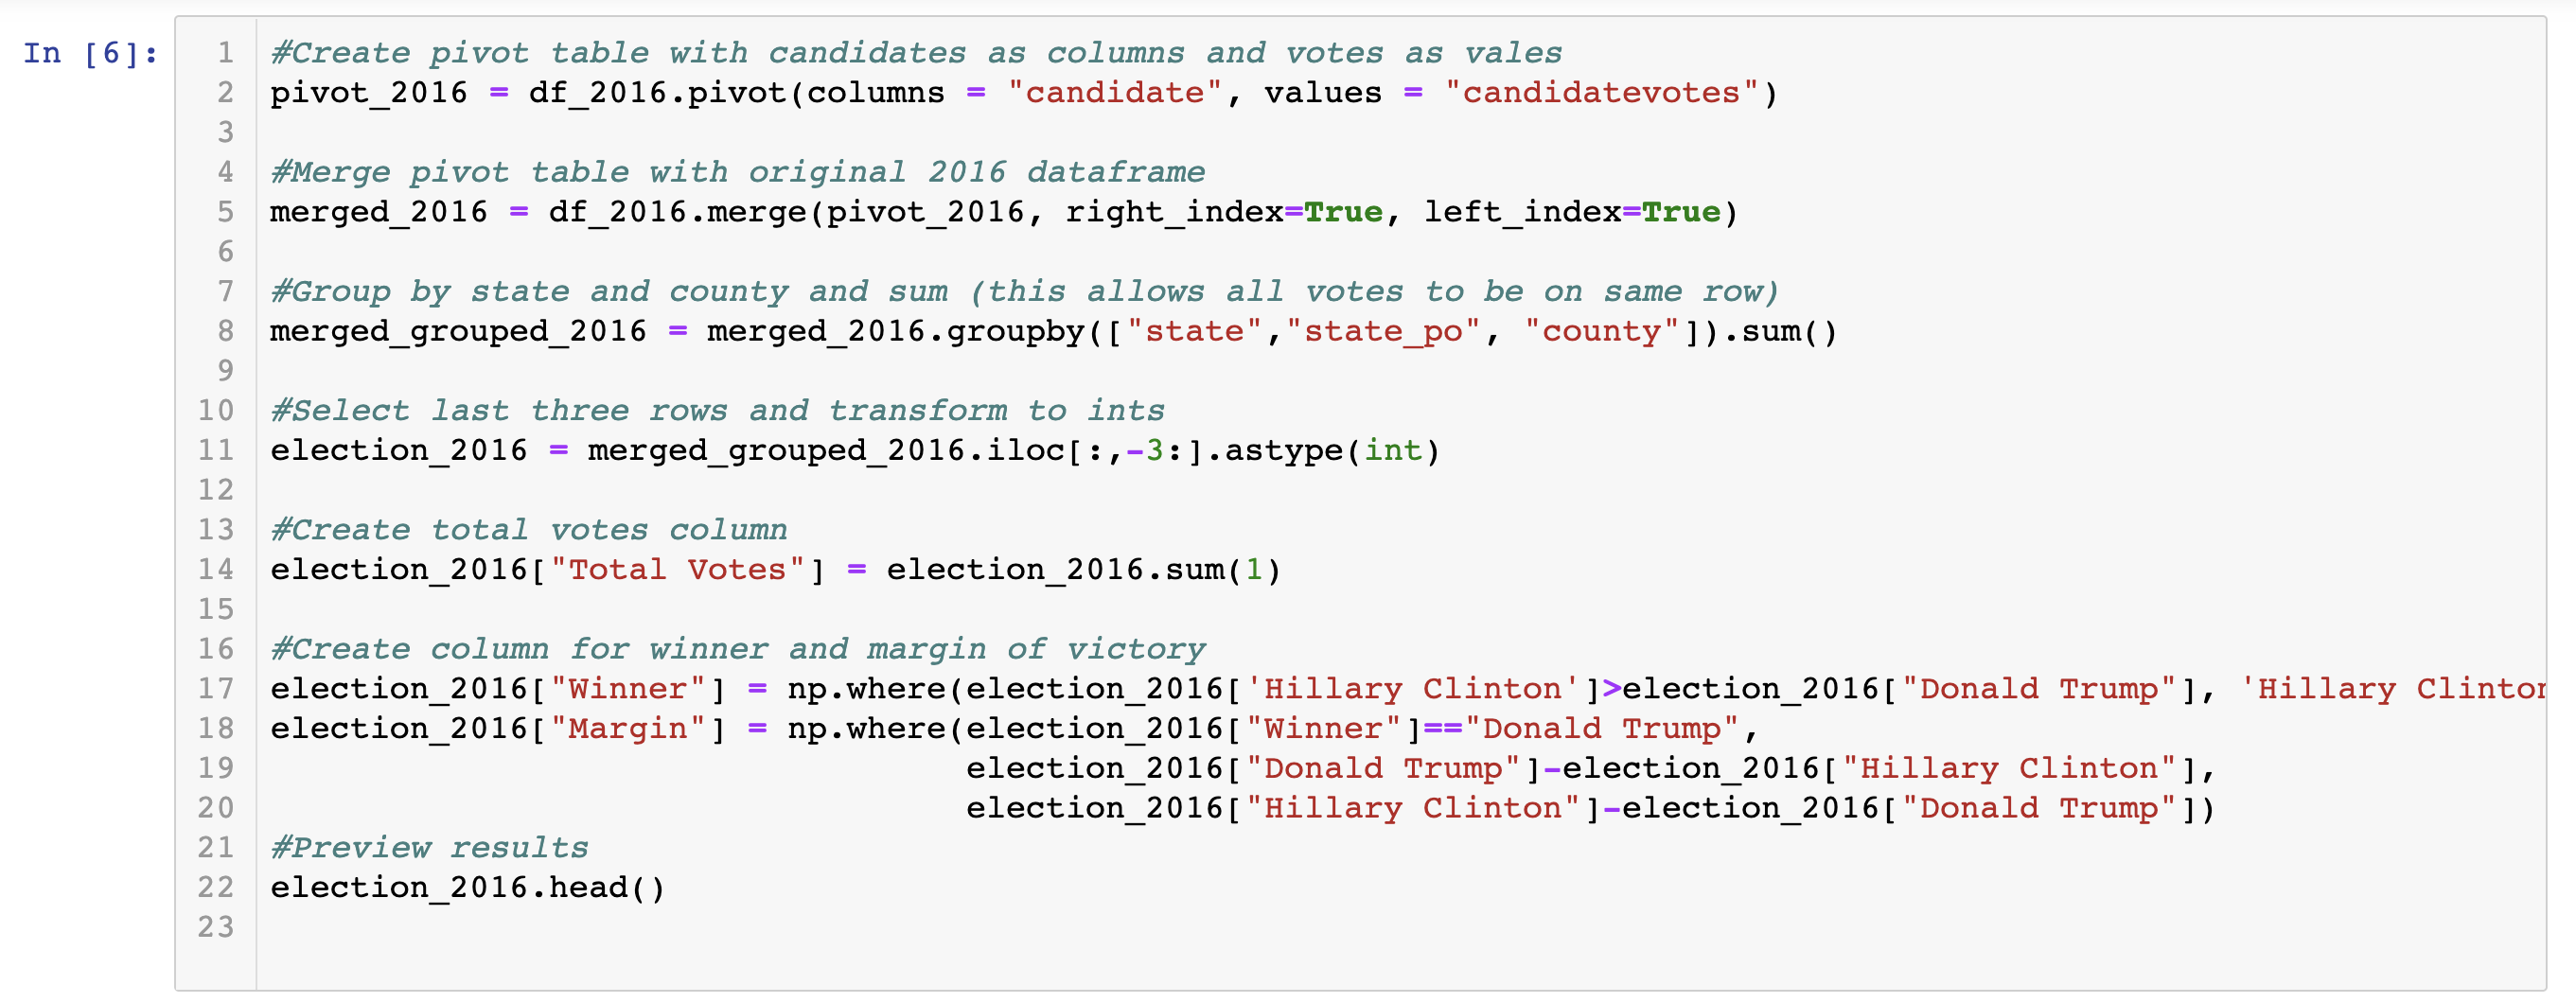 In [6]:
1 #Create pivot table with candidates as columns and votes as vales
2 pivot_2016 = df_2016.pivot(columns = "candidate", values = "candidatevotes")
3
4 #Merge pivot table with original 2016 dataframe
5 merged_2016 = df_2016.merge(pivot_2016, right_index=True, left_index=True)
6
7 #Group by state and county and sum (this allows all votes to be on same row)
8 merged_grouped_2016 = merged_2016.groupby(["state","state_po", "county"]).sum()
9
10 #Select last three rows and transform to ints
11 election_2016 = merged_grouped_2016.iloc[:,-3:].astype(int)
12
13 #Create total votes column
14 election_2016["Total Votes"] = election_2016.sum(1)
15
16 #Create column for winner and margin of victory
17 election_2016["Winner"] = np.where(election_2016['Hillary Clinton']>election_2016["Donald Trump"], 'Hillary Clinton
18 election_2016["Margin"] = np.where(election_2016["Winner"]=="Donald Trump",
19 election_2016["Donald Trump"]-election_2016["Hillary Clinton"],
20 election_2016["Hillary Clinton"]-election_2016["Donald Trump"])
21 #Preview results
22 election_2016.head()
23